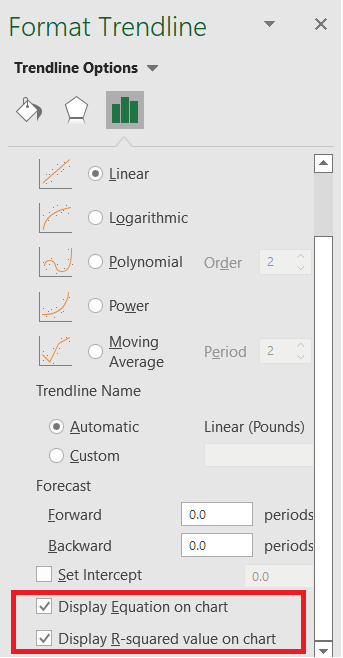 Format Trendline
Trendline Options
Linear
Logarithmic
Polynomial Order 2
Power
Moving
Average Period 2
Trendline Name
Automatic Linear (Pounds)
Custom
Forecast
Forward 0.0 periods
Backward 0.0 periods
Set Intercept 0.0
Display Equation on chart
Display R-squared value on chart